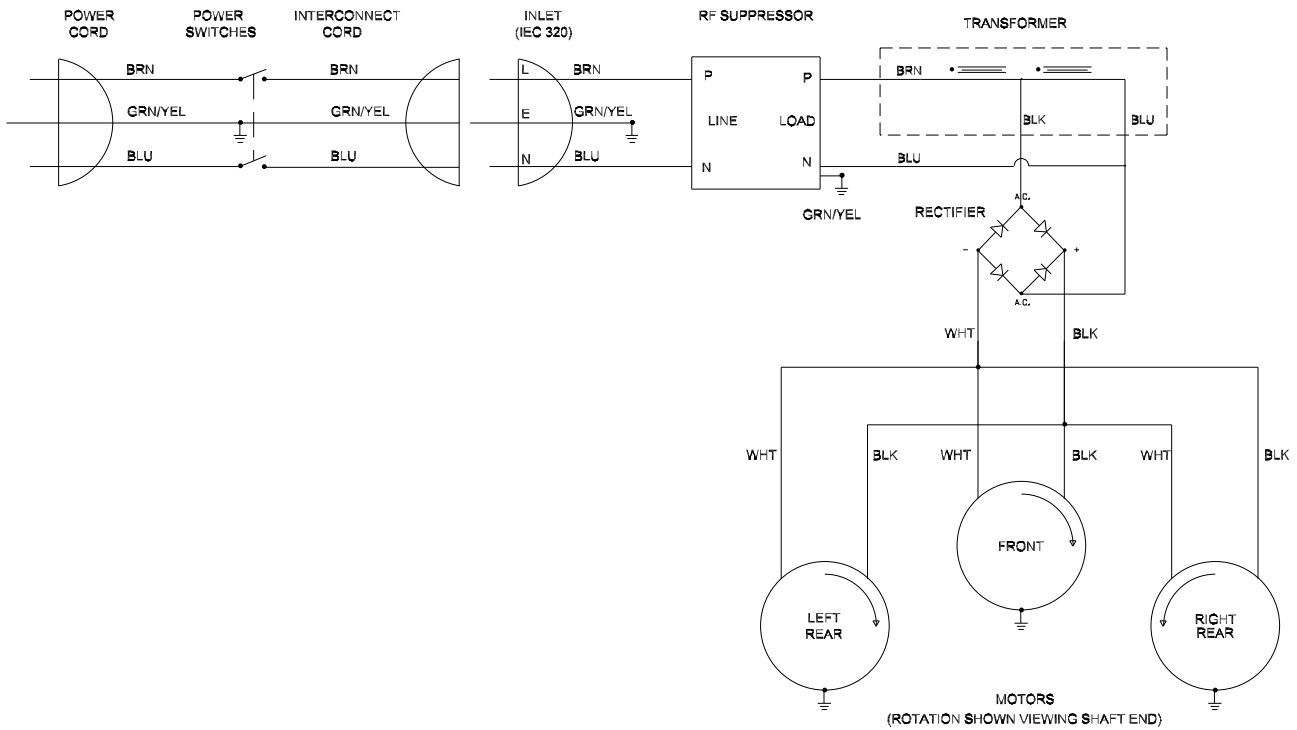 POWER
CORD
POWER
SWITCHES
INTERCONNECT
CORD
INLET
(IEC 320)
RF SUPPRESSOR
TRANSFORMER
BRN
BRN
L
BRN
P
P
BRN
GRN/YEL
GRN/YEL
E
GRN/YEL
LINE
LOAD
BLK
BLU
BLU
BLU
N
BLU
N
N
BLU
GRN/YEL
RECTIFIER
A.C.
-
+
A.C.
WHT
BLK
WHT
BLK
WHT
BLK
WHT
BLK
FRONT
LEFT
REAR
RIGHT
REAR
MOTORS
(ROTATION SHOWN VIEWING SHAFT END)